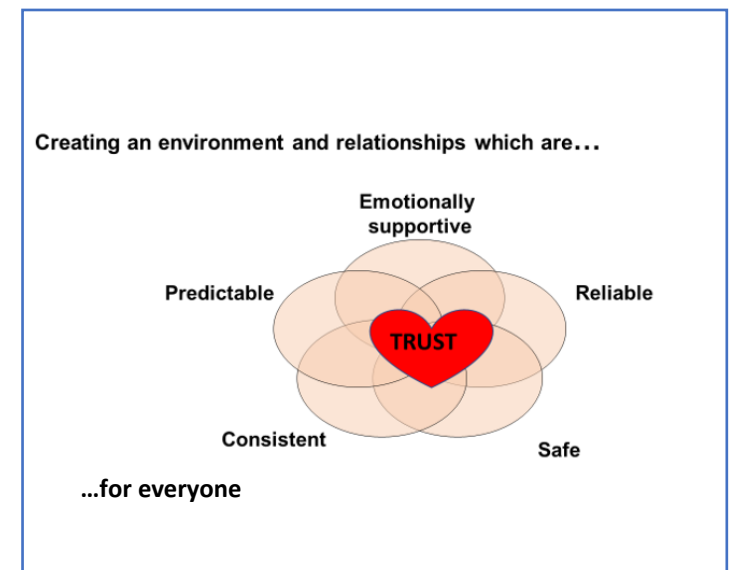 Creating an environment and relationships which are...
Emotionally
supportive
Predictable
Reliable
TRUST
Consistent
Safe
...for everyone